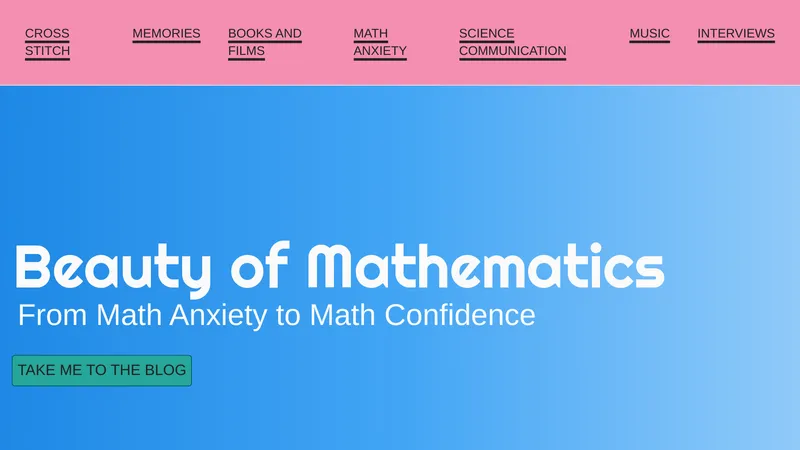 CROSS
STITCH
MEMORIES
BOOKS AND
FILMS
MATH
ANXIETY
SCIENCE
COMMUNICATION
MUSIC
INTERVIEWS
Beauty of Mathematics
From Math Anxiety to Math Confidence
TAKE ME TO THE BLOG